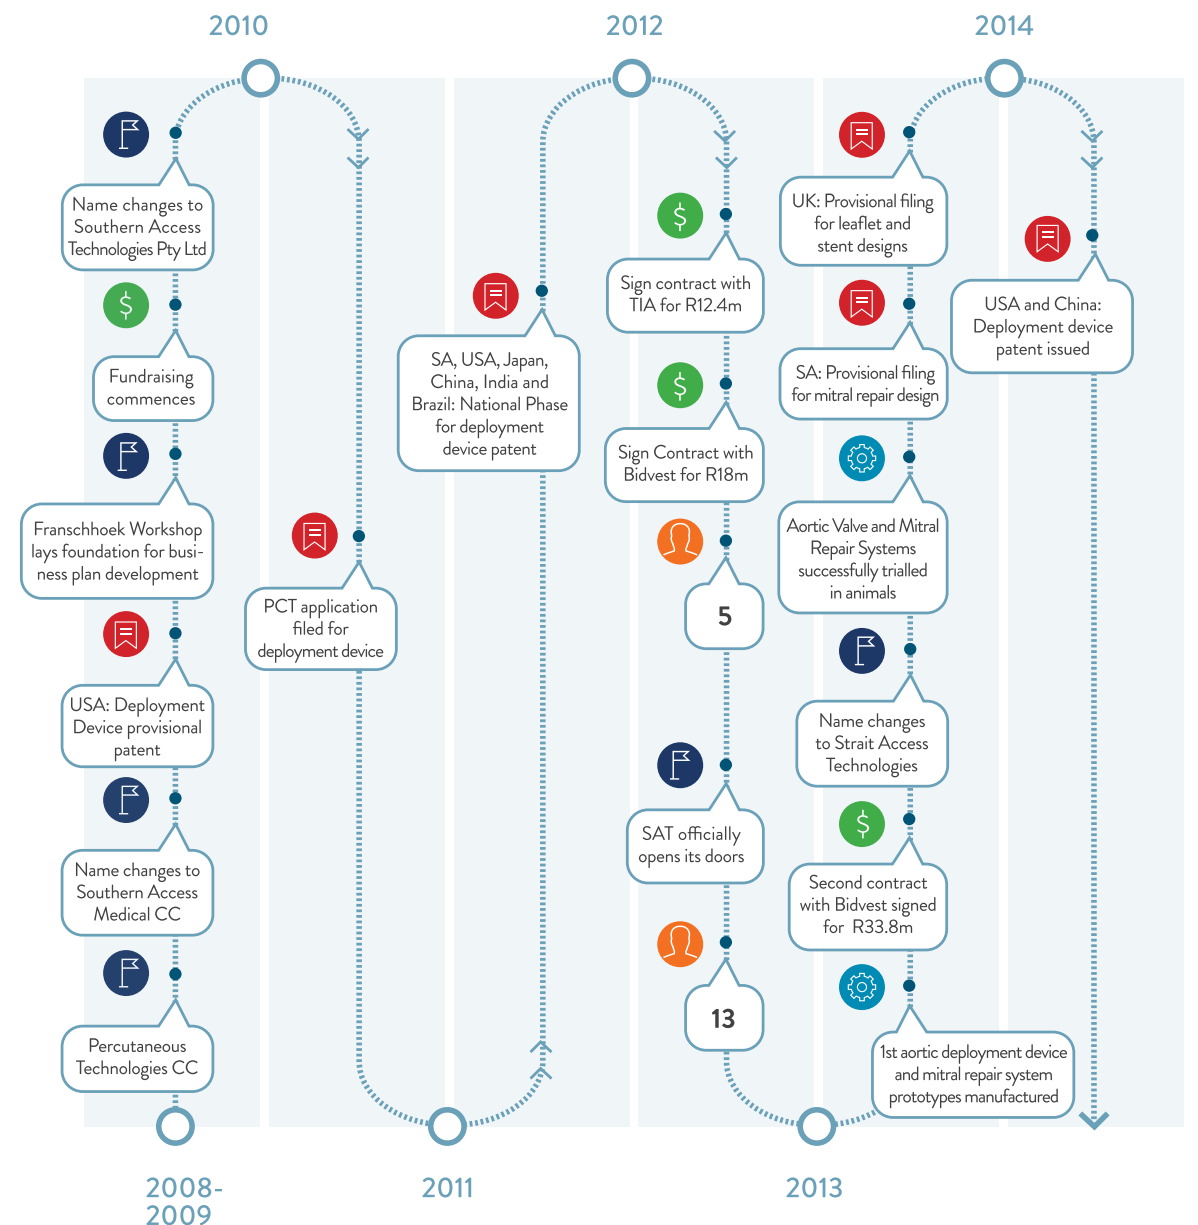 2010
2012
2014
Name changes to
Southern Access
Technologies Pty Ltd
Fundraising
commences
Franschhoek Workshop
lays foundation for busi-
ness plan development
USA: Deployment
Device provisional
patent
Name changes to
Southern Access
Medical CC
Percutaneous
Technologies CC
2008-
2009
PCT application
filed for
deployment device
2011
SA, USA, Japan,
China, India and
Brazil: National Phase
for deployment
device patent
Sign contract with
TIA for R12.4m
Sign Contract with
Bidvest for R18m
5
SAT officially
opens its doors
13
2013
UK: Provisional filing
for leaflet and
stent designs
SA: Provisional filing
for mitral repair design
Aortic Valve and Mitral
Repair Systems
successfully trialled
in animals
Name changes
to Strait Access
Technologies
Second contract
with Bidvest signed
for R33.8m
1st aortic deployment device
and mitral repair system
prototypes manufactured
USA and China:
Deployment device
patent issued